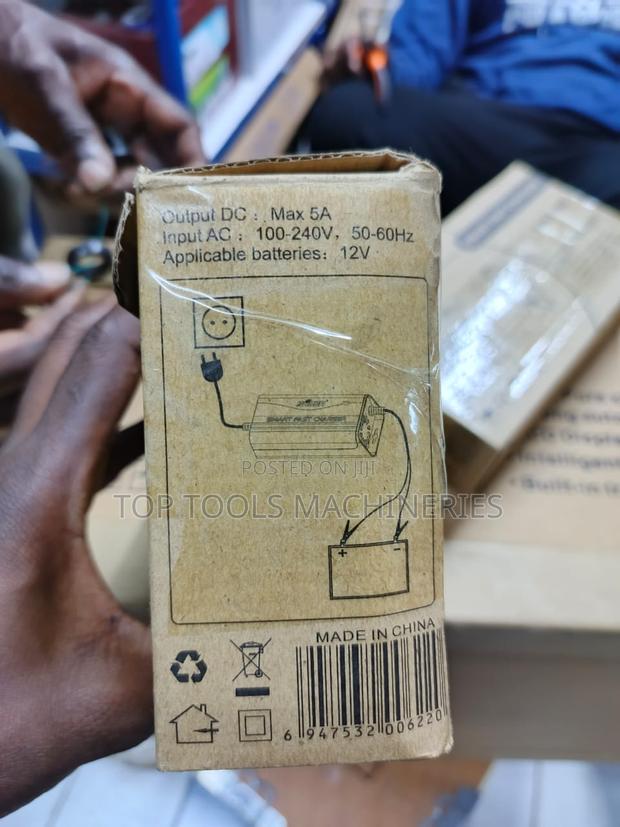 Output DC : Max 5A
Input AC : 100-240V, 50-60Hz
Applicable batteries: 12V
SMART FAST CHARGER
POSTED ON JIJI
TOP TOOLS MACHINERIES
+ -
MADE IN CHINA
6 947532 006220